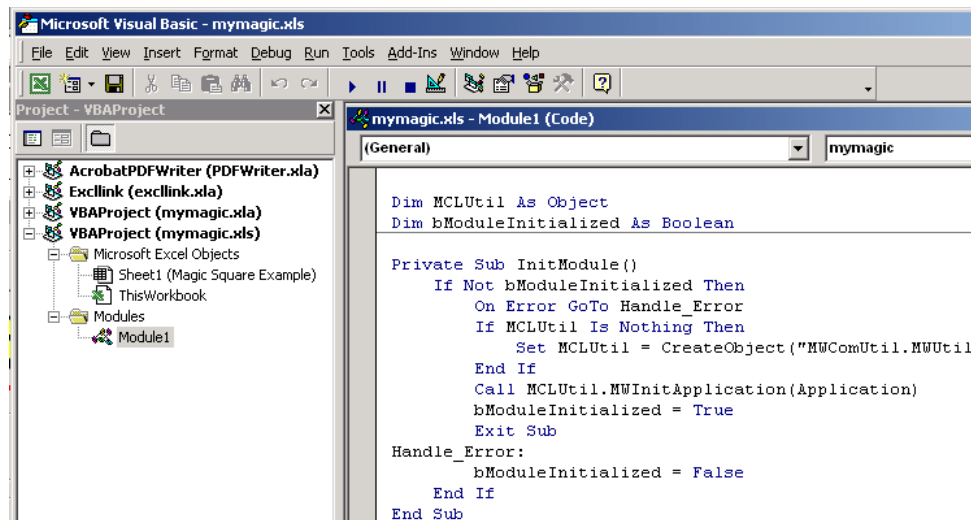 Microsoft Visual Basic - mymagic.xls
File Edit View Insert Format Debug Run Tools Add-Ins Window Help
Project - VBAProject
AcrobatPDFWriter (PDFWriter.xla)
Excllink (excllink.xla)
VBAProject (mymagic.xla)
VBAProject (mymagic.xls)
Microsoft Excel Objects
Sheet1 (Magic Square Example)
ThisWorkbook
Modules
Module1
mymagic.xls - Module1 (Code)
(General) mymagic
Dim MCLUtil As Object
Dim bModuleInitialized As Boolean
Private Sub InitModule()
If Not bModuleInitialized Then
On Error GoTo Handle_Error
If MCLUtil Is Nothing Then
Set MCLUtil = CreateObject("MWComUtil.MWUtil
End If
Call MCLUtil.MWInitApplication(Application)
bModuleInitialized = True
Exit Sub
Handle_Error:
bModuleInitialized = False
End If
End Sub